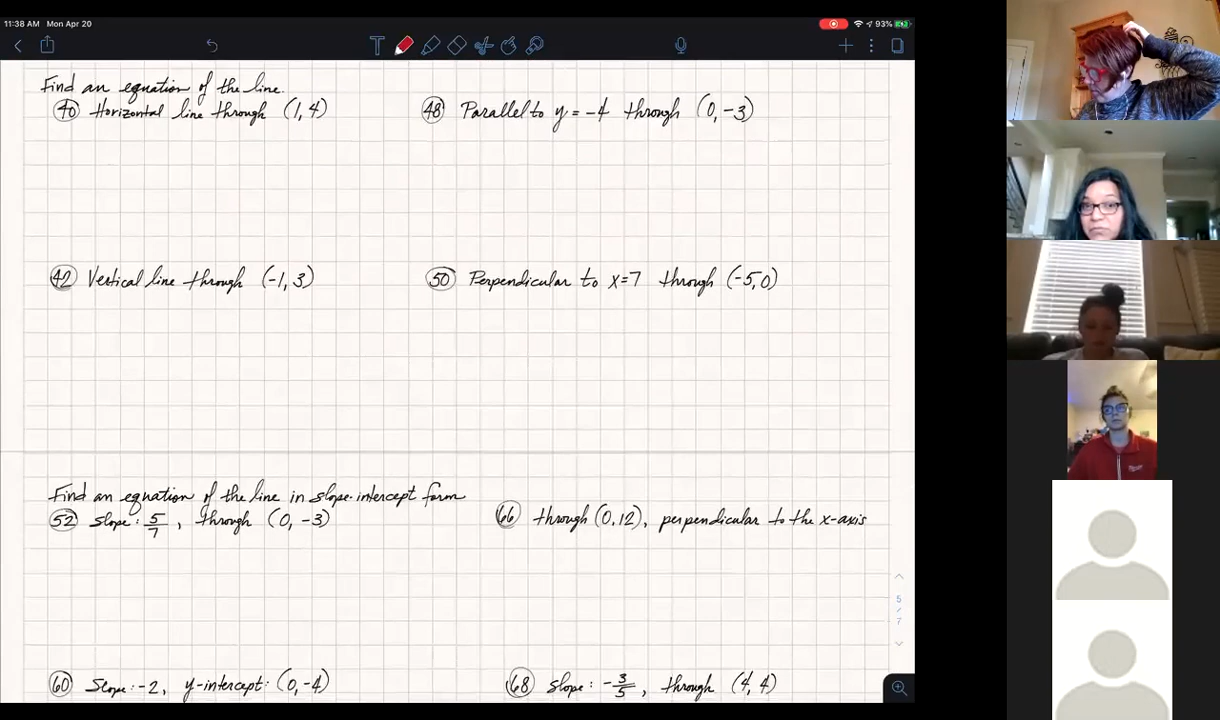 11:38 AM Mon Apr 20
93%
T
Find an equation of the line.
40 Horizontal line through (1, 4)
48 Parallel to y = -4 through (0, -3)
42 Vertical line through (-1, 3)
50 Perpendicular to x=7 through (-5, 0)
Find an equation of the line in slope-intercept form
52 Slope: 5/7, through (0, -3)
66 through (0, 12), perpendicular to the x-axis
5
/
7
60 Slope: -2, y-intercept: (0, -4)
68 slope: -3/5, through (4, 4)